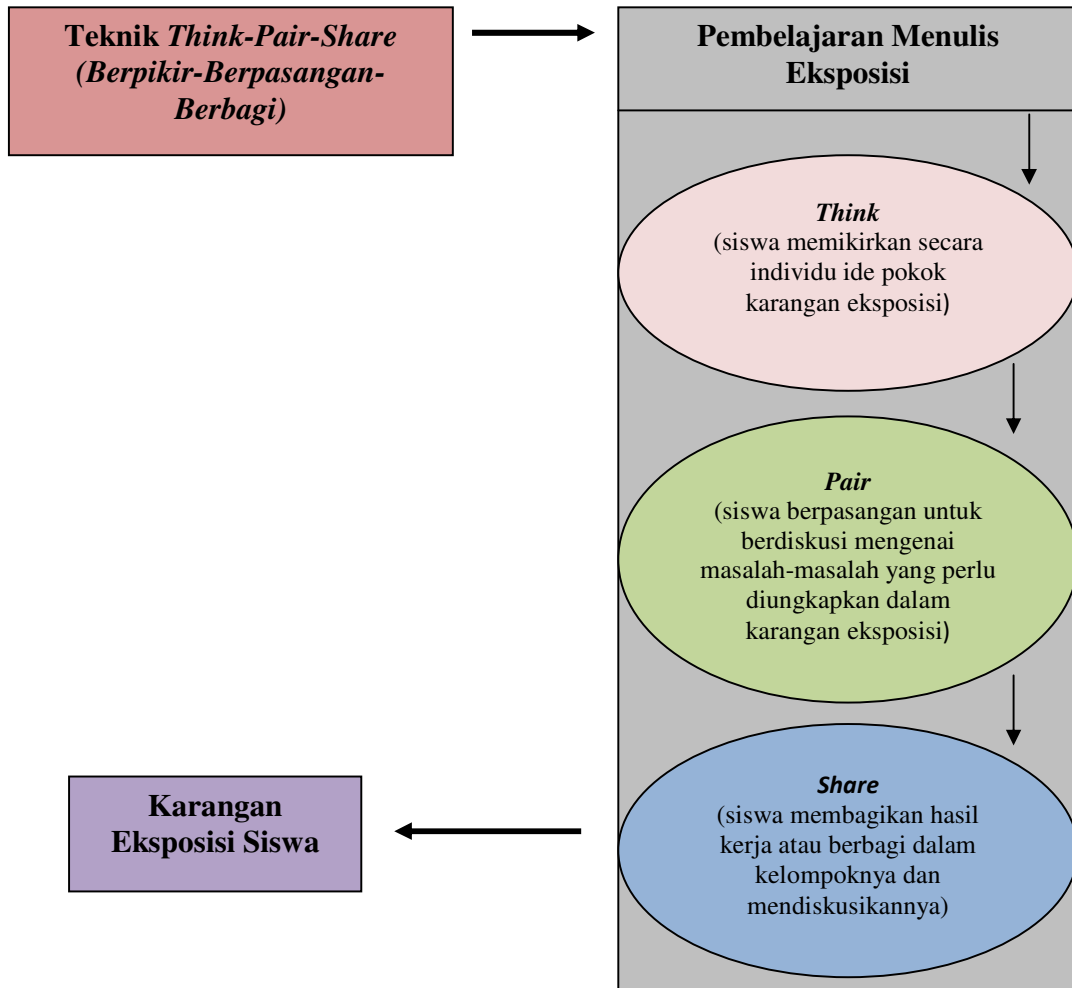 Teknik Think-Pair-Share
(Berpikir-Berpasangan-
Berbagi)
Pembelajaran Menulis
Eksposisi
Think
(siswa memikirkan secara
individu ide pokok
karangan eksposisi)
Pair
(siswa berpasangan untuk
berdiskusi mengenai
masalah-masalah yang perlu
diungkapkan dalam
karangan eksposisi)
Share
(siswa membagikan hasil
kerja atau berbagi dalam
kelompoknya dan
mendiskusikannya)
Karangan
Eksposisi Siswa